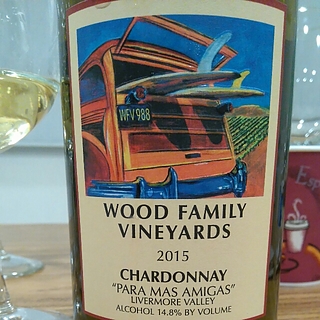 WFV 988
WOOD FAMILY
VINEYARDS
2015
CHARDONNAY
"PARA MAS AMIGAS"
LIVERMORE VALLEY
ALCOHOL 14.8% BY VOLUME